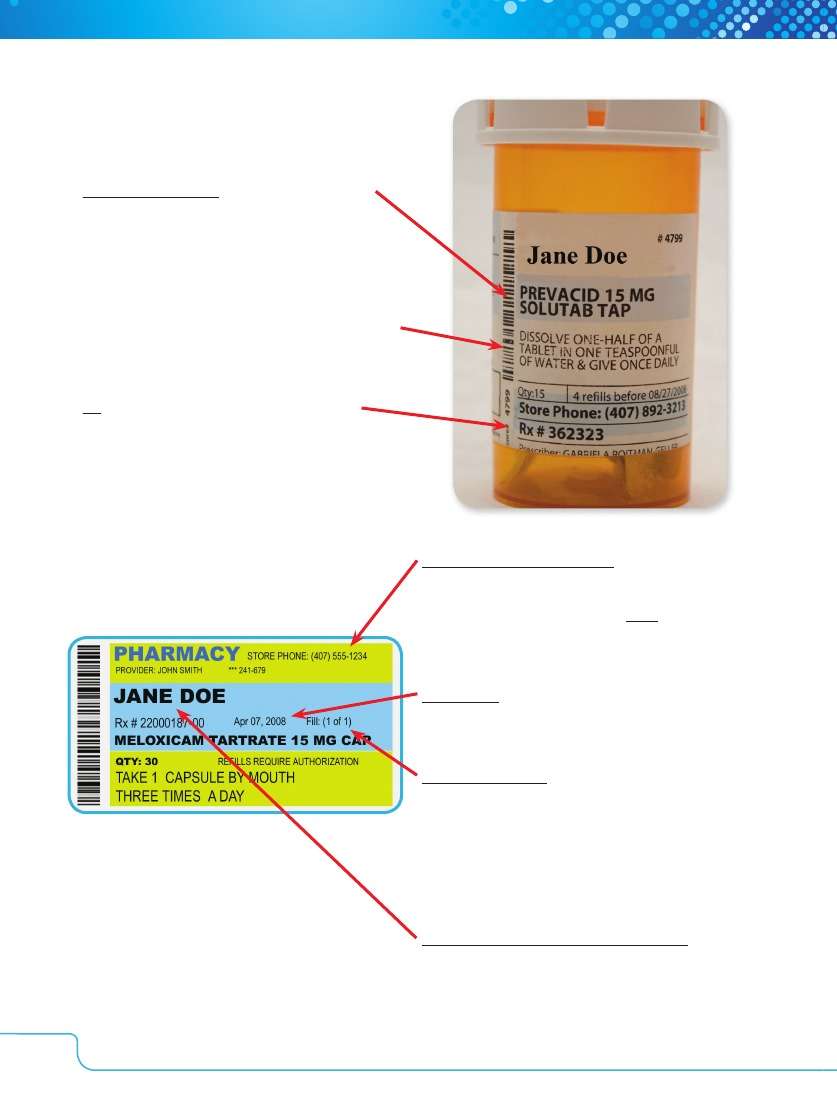 # 4799
Jane Doe
PREVACID 15 MG
SOLUTAB TAP
DISSOLVE ONE-HALF OF A
TABLET IN ONE TEASPOONFUL
OF WATER & GIVE ONCE DAILY
Qty:15 4 refills before 08/27/2008
4799
Store Phone: (407) 892-3213
Rx # 362323
Prescriber: GABRIELA
PHARMACY STORE PHONE: (407) 555-1234
PROVIDER: JOHN SMITH *** 241-679
JANE DOE
Rx # 22000187-00 Apr 07, 2008 Fill: (1 of 1)
MELOXICAM TARTRATE 15 MG CAP
QTY: 30 REFILLS REQUIRE AUTHORIZATION
TAKE 1 CAPSULE BY MOUTH
THREE TIMES A DAY